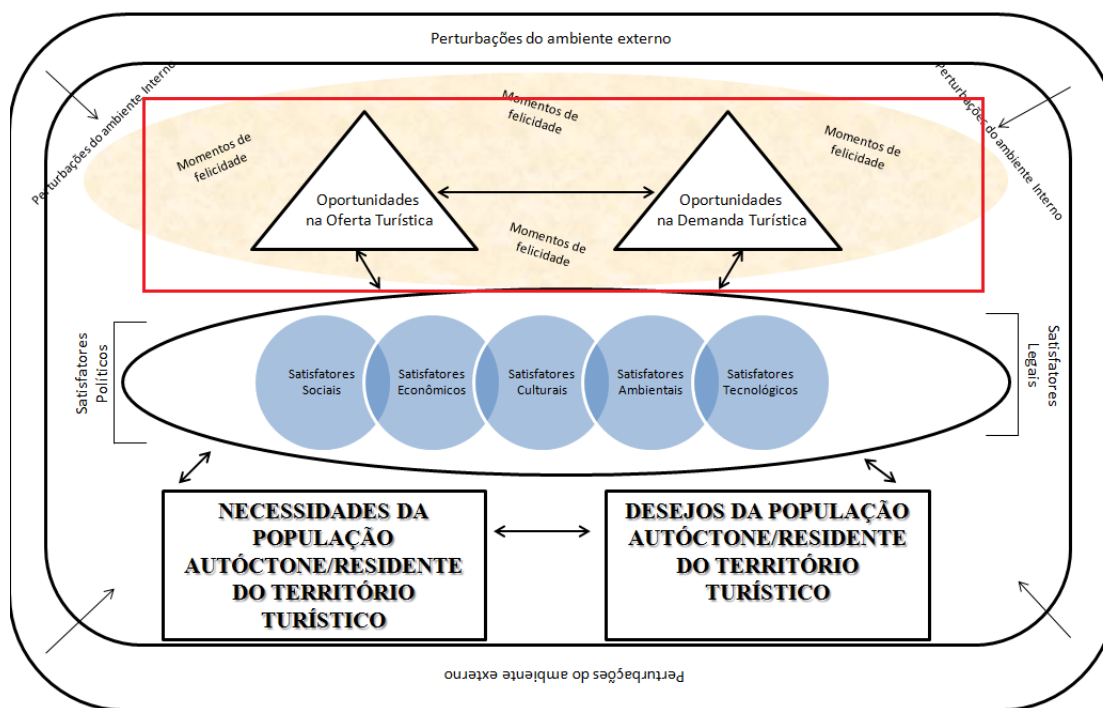 Perturbações do ambiente externo
Perturbações do ambiente Interno
Perturbações do ambiente Interno
Momentos de
felicidade
Momentos de
felicidade
Momentos de
felicidade
Oportunidades
na Oferta Turística
Oportunidades
na Demanda Turística
Momentos de
felicidade
Satisfatores
Políticos
Satisfatores
Sociais
Satisfatores
Econômicos
Satisfatores
Culturais
Satisfatores
Ambientais
Satisfatores
Tecnológicos
Satisfatores
Legais
NECESSIDADES DA
POPULAÇÃO
AUTÓCTONE/RESIDENTE
DO TERRITÓRIO
TURÍSTICO
DESEJOS DA POPULAÇÃO
AUTÓCTONE/RESIDENTE
DO TERRITÓRIO
TURÍSTICO
Perturbações do ambiente externo